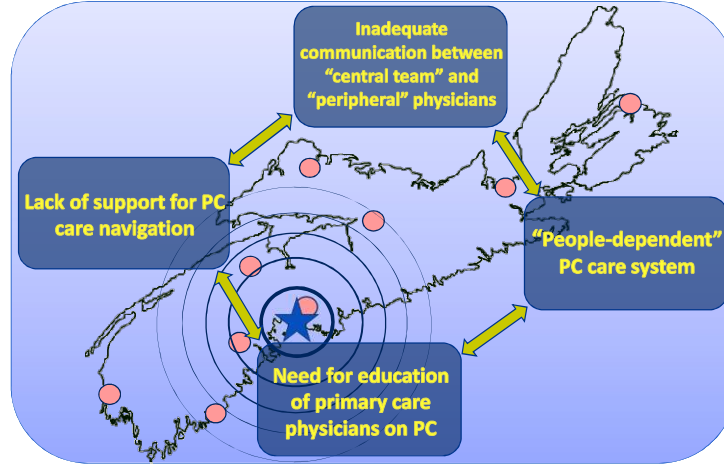 Inadequate
communication between
“central team” and
“peripheral” physicians
Lack of support for PC
care navigation
“People-dependent”
PC care system
Need for education
of primary care
physicians on PC